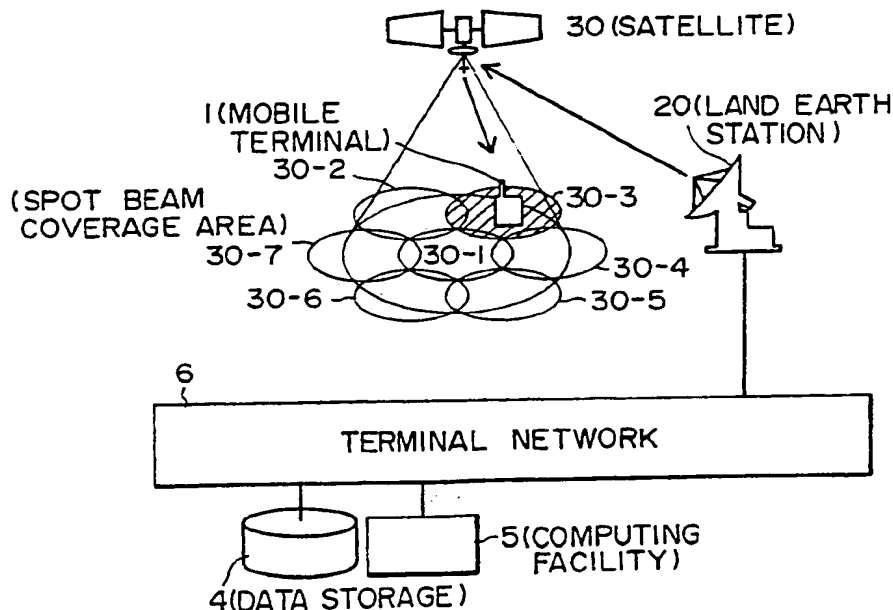 30(SATELLITE)
20(LAND EARTH
STATION)
1(MOBILE
TERMINAL)
30-2
30-3
(SPOT BEAM
COVERAGE AREA)
30-7
30-1
30-4
30-6
30-5
6
TERMINAL NETWORK
5(COMPUTING
FACILITY)
4(DATA STORAGE)